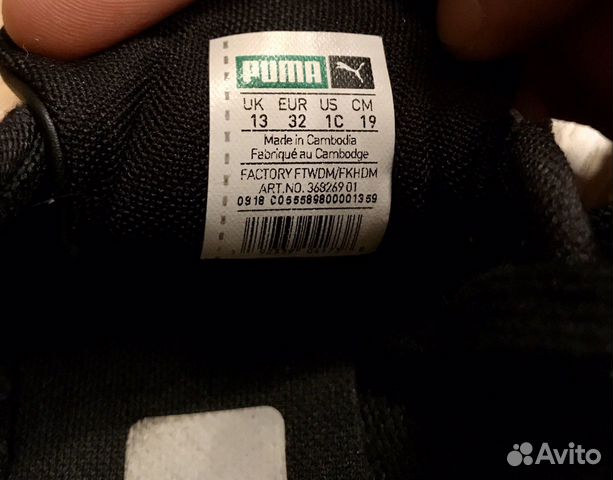 PUMA
UK EUR US CM
13 32 1C 19
Made in Cambodia
Fabriqué au Cambodge
FACTORY FTWDM/FKHDM
ART.NO. 368269 01
0918 C055589800001359
Avito